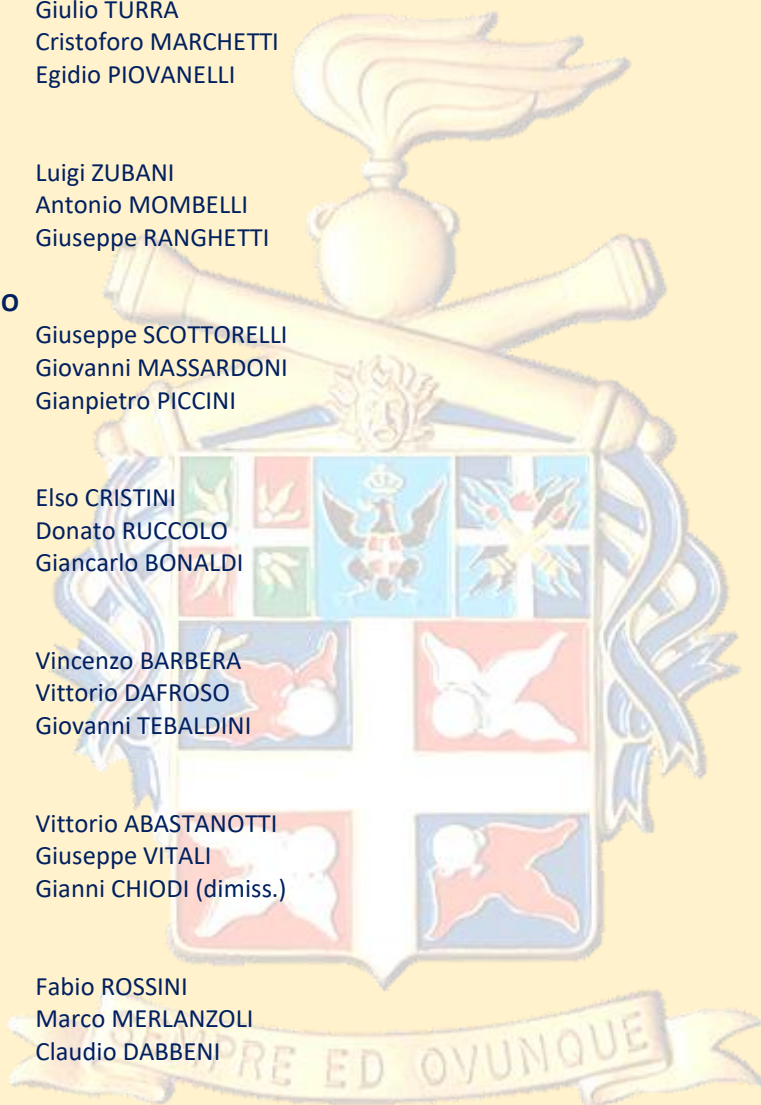 Giulio TURRA
Cristoforo MARCHETTI
Egidio PIOVANELLI
Luigi ZUBANI
Antonio MOMBELLI
Giuseppe RANGHETTI
O
Giuseppe SCOTTORELLI
Giovanni MASSARDONI
Gianpietro PICCINI
Elso CRISTINI
Donato RUCCOLO
Giancarlo BONALDI
Vincenzo BARBERA
Vittorio DAFROSO
Giovanni TEBALDINI
Vittorio ABASTANOTTI
Giuseppe VITALI
Gianni CHIODI (dimiss.)
Fabio ROSSINI
Marco MERLANZOLI
Claudio DABBENI
SEMPRE ED OVUNQUE